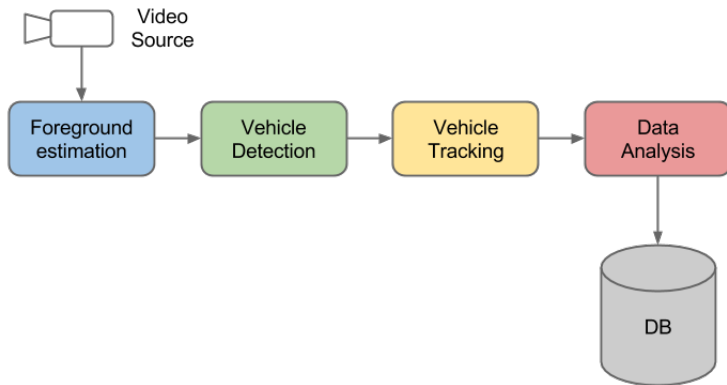 Video
Source
Foreground
estimation
Vehicle
Detection
Vehicle
Tracking
Data
Analysis
DB